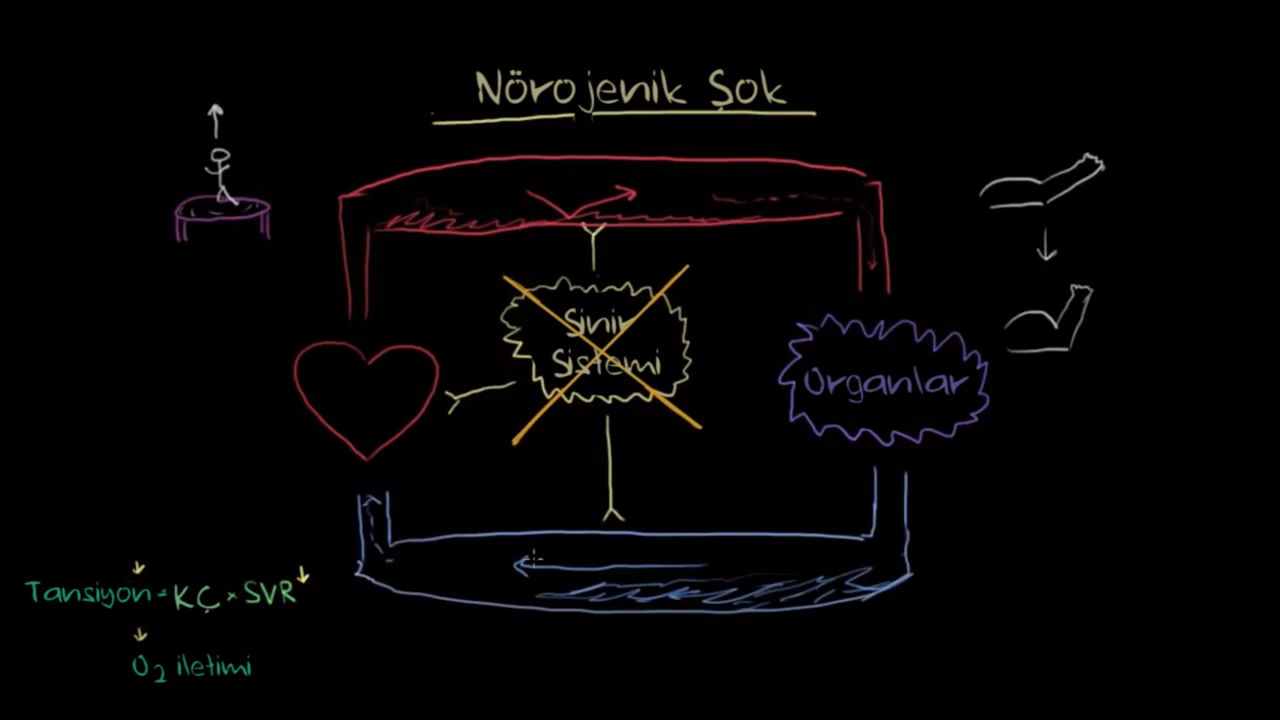 Nörojenik Şok
Sinir
Sistemi
Organlar
Tansiyon = KÇ x SVR
O2 iletimi